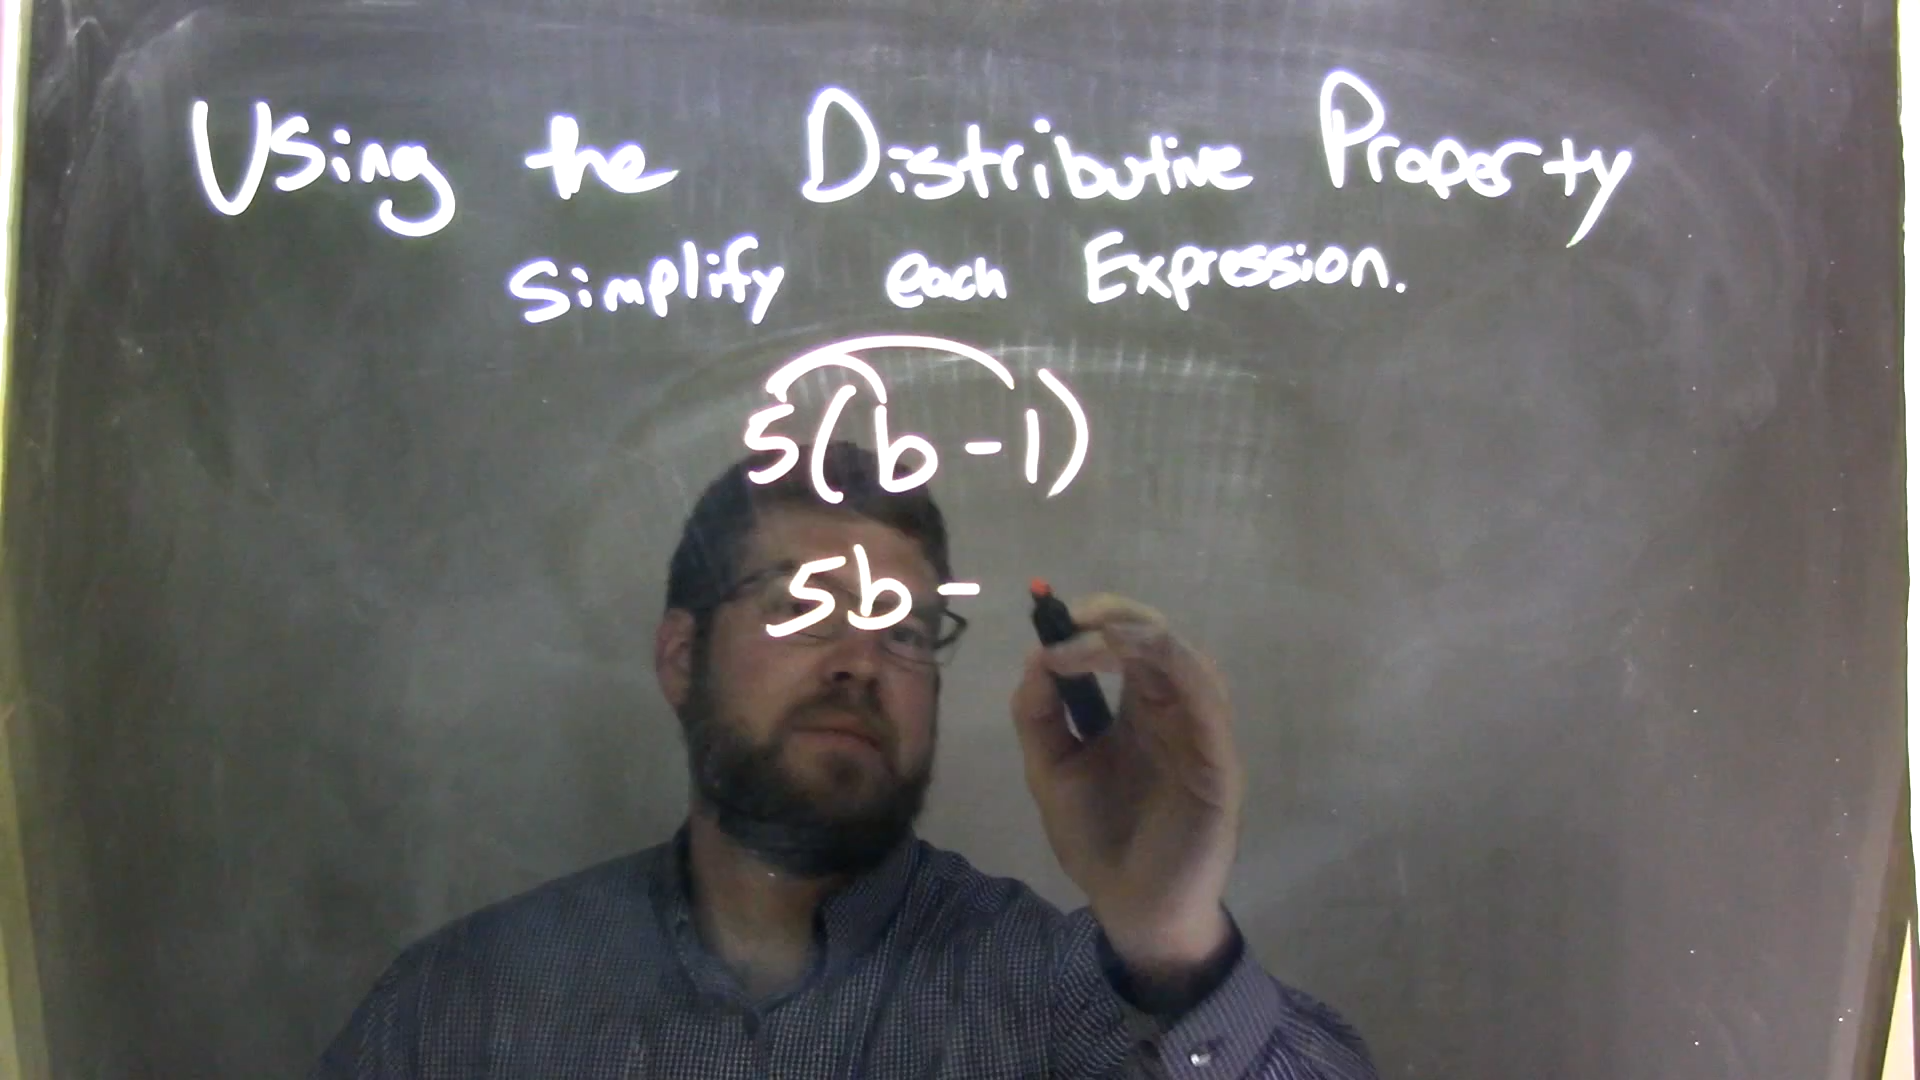 Using the Distributive Property
Simplify each Expression.
5(b-1)
5b-